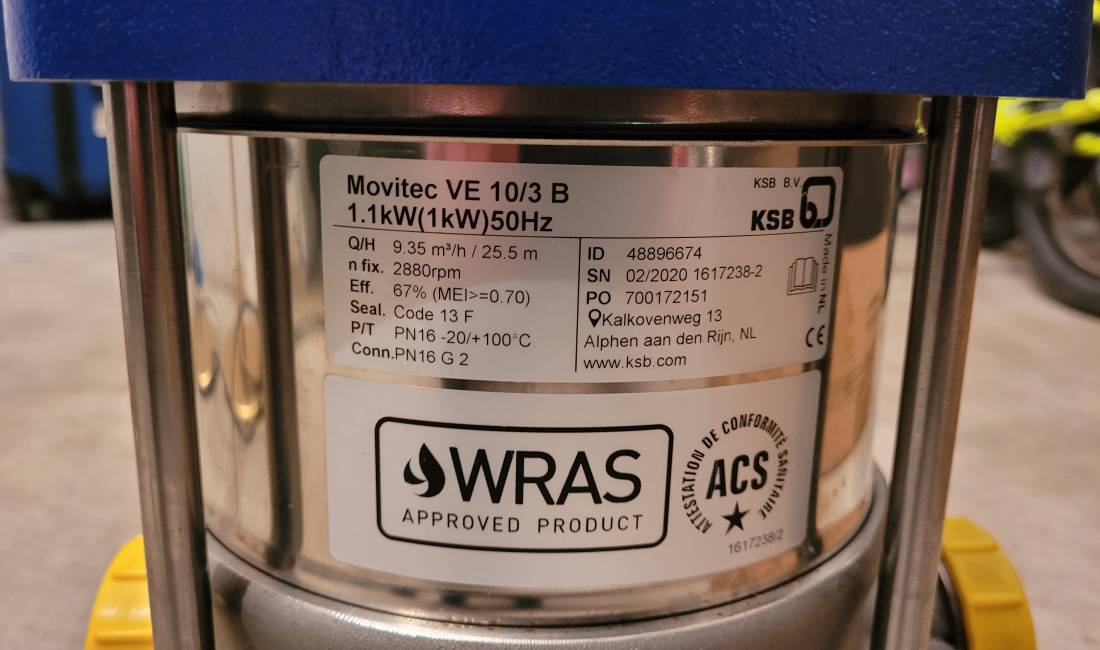 Movitec VE 10/3 B
1.1kW(1kW)50Hz
KSB B.V.
KSB
Q/H 9.35 m³/h / 25.5 m
n fix. 2880rpm
Eff. 67% (MEI>=0.70)
Seal. Code 13 F
P/T PN16 -20/+100°C
Conn.PN16 G 2
ID 48896674
SN 02/2020 1617238-2
PO 700172151
Kalkovenweg 13
Alphen aan den Rijn, NL
www.ksb.com
Made in NL
CE
WRAS
APPROVED PRODUCT
ATTESTATION DE CONFORMITÉ SANITAIRE
ACS
1617238/2